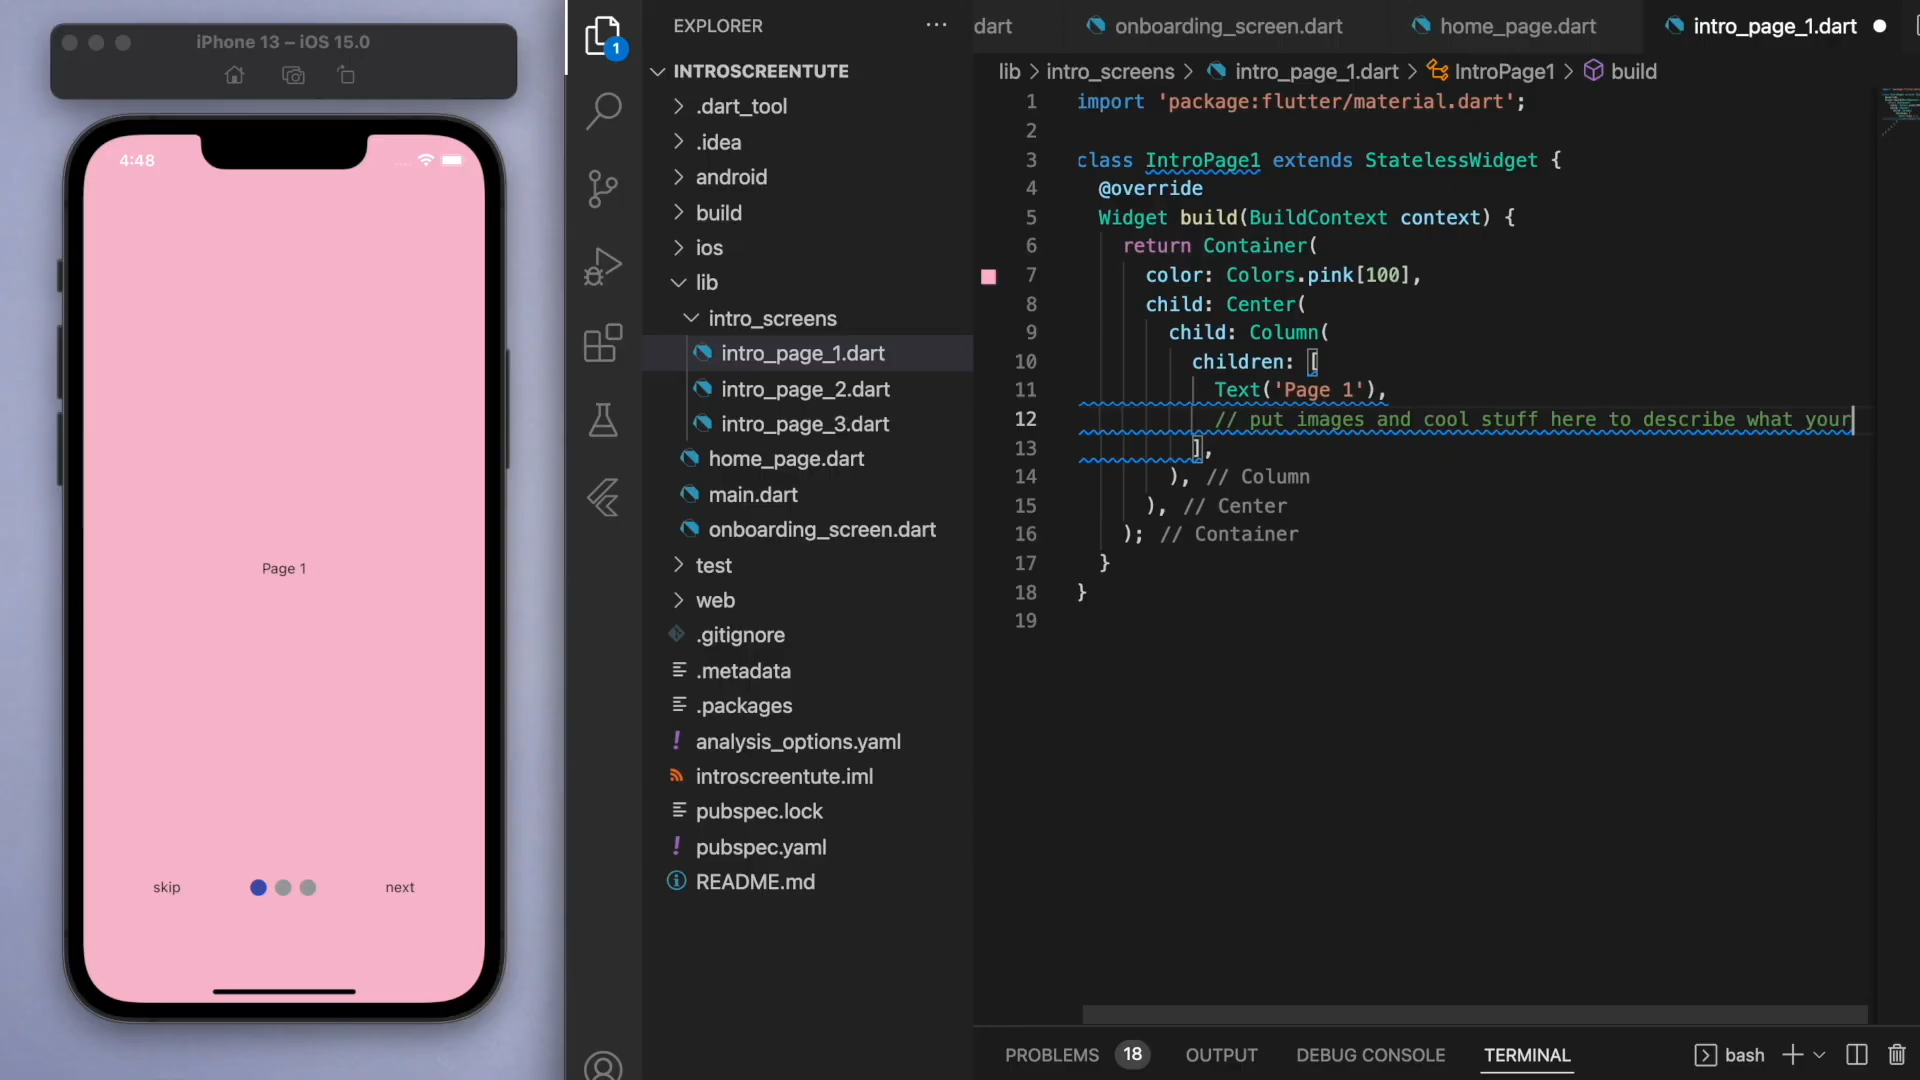 iPhone 13 – iOS 15.0
4:48
Page 1
skip
next
1
EXPLORER
INTROSCREENTUTE
.dart_tool
.idea
android
build
ios
lib
intro_screens
intro_page_1.dart
intro_page_2.dart
intro_page_3.dart
home_page.dart
main.dart
onboarding_screen.dart
test
web
.gitignore
.metadata
.packages
analysis_options.yaml
introscreentute.iml
pubspec.lock
pubspec.yaml
README.md
dart onboarding_screen.dart home_page.dart intro_page_1.dart
lib > intro_screens > intro_page_1.dart > IntroPage1 > build
1 import 'package:flutter/material.dart';
2
3 class IntroPage1 extends StatelessWidget {
4 @override
5 Widget build(BuildContext context) {
6 return Container(
7 color: Colors.pink[100],
8 child: Center(
9 child: Column(
10 children: [
11 Text('Page 1'),
12 // put images and cool stuff here to describe what your
13 ],
14 ), // Column
15 ), // Center
16 ); // Container
17 }
18 }
19
PROBLEMS 18 OUTPUT DEBUG CONSOLE TERMINAL bash